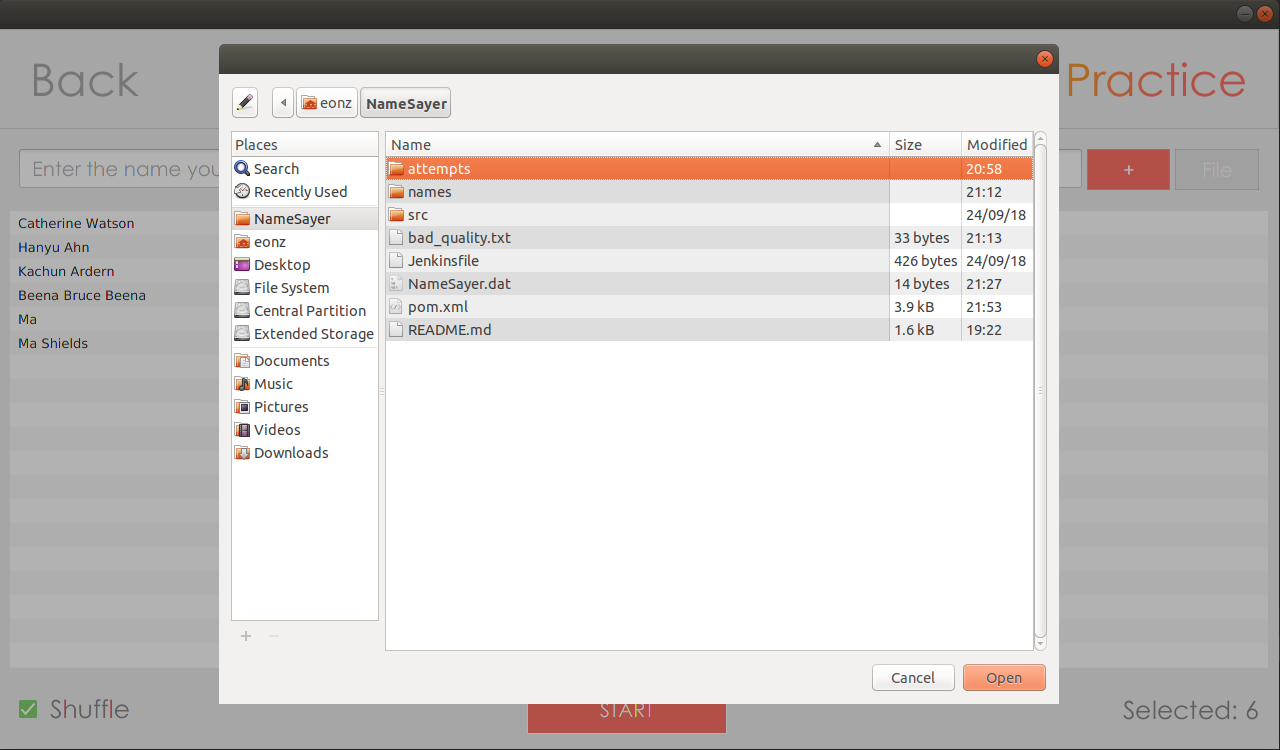 Back
Practice
eonz
NameSayer
Places
Search
Recently Used
NameSayer
eonz
Desktop
File System
Central Partition
Extended Storage
Documents
Music
Pictures
Videos
Downloads
Name Size Modified
attempts 20:58
names 21:12
src 24/09/18
bad_quality.txt 33 bytes 21:13
Jenkinsfile 426 bytes 24/09/18
NameSayer.dat 14 bytes 21:27
pom.xml 3.9 kB 21:53
README.md 1.6 kB 19:22
Enter the name you
+ File
Catherine Watson
Hanyu Ahn
Kachun Ardern
Beena Bruce Beena
Ma
Ma Shields
Cancel Open
Shuffle
START
Selected: 6